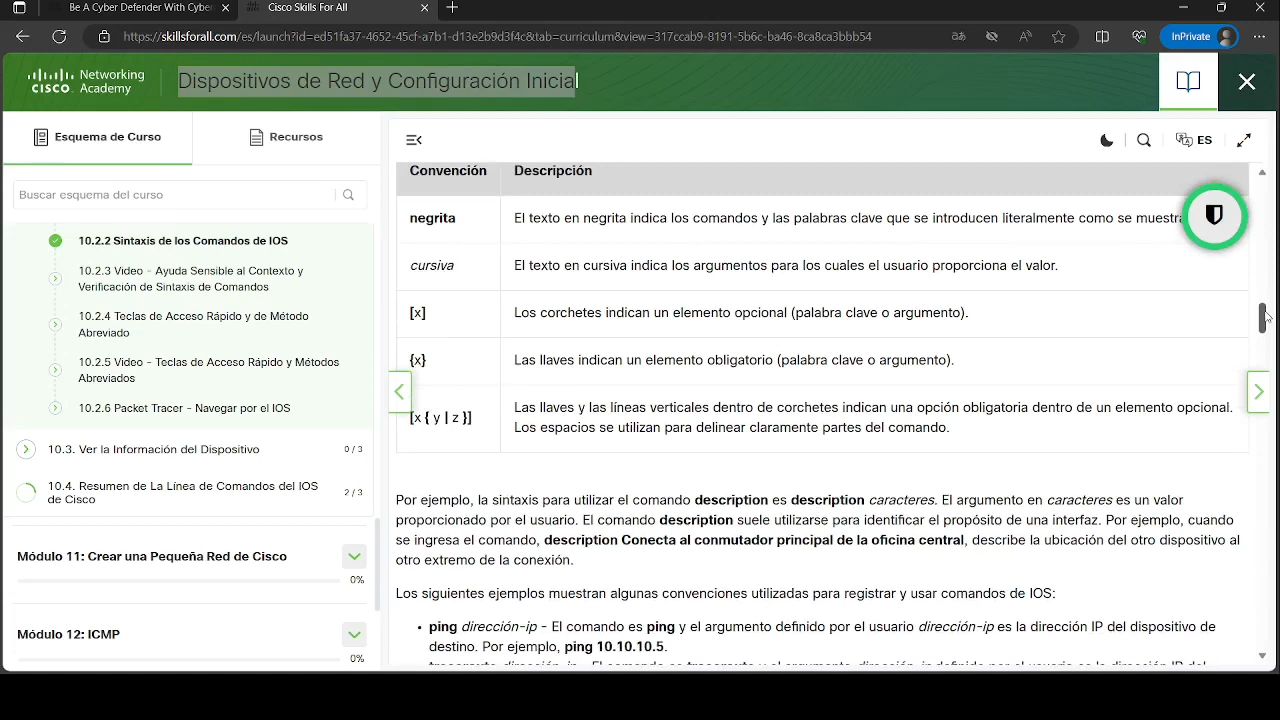 Be A Cyber Defender With Cyber
Cisco Skills For All
https://skillsforall.com/es/launch?id=ed51fa37-4652-45cf-a7b1-d13e2b9d3f4c&tab=curriculum&view=317ccab9-8191-5b6c-ba46-8ca8ca3bbb54
InPrivate
Networking
CISCO Academy
Dispositivos de Red y Configuración Inicial
Esquema de Curso
Recursos
ES
Buscar esquema del curso
10.2.2 Sintaxis de los Comandos de IOS
10.2.3 Video - Ayuda Sensible al Contexto y
Verificación de Sintaxis de Comandos
10.2.4 Teclas de Acceso Rápido y de Método
Abreviado
10.2.5 Video - Teclas de Acceso Rápido y Métodos
Abreviados
10.2.6 Packet Tracer - Navegar por el IOS
10.3. Ver la Información del Dispositivo 0 / 3
10.4. Resumen de La Línea de Comandos del IOS
de Cisco 2 / 3
Módulo 11: Crear una Pequeña Red de Cisco
0%
Módulo 12: ICMP
0%
Convención Descripción
negrita El texto en negrita indica los comandos y las palabras clave que se introducen literalmente como se
cursiva El texto en cursiva indica los argumentos para los cuales el usuario proporciona el valor.
[x] Los corchetes indican un elemento opcional (palabra clave o argumento).
{x} Las llaves indican un elemento obligatorio (palabra clave o argumento).
[x { y | z }] Las llaves y las líneas verticales dentro de corchetes indican una opción obligatoria dentro de un elemento opcional.
Los espacios se utilizan para delinear claramente partes del comando.
Por ejemplo, la sintaxis para utilizar el comando description es description caracteres. El argumento en caracteres es un valor
proporcionado por el usuario. El comando description suele utilizarse para identificar el propósito de una interfaz. Por ejemplo, cuando
se ingresa el comando, description Conecta al conmutador principal de la oficina central, describe la ubicación del otro dispositivo al
otro extremo de la conexión.
Los siguientes ejemplos muestran algunas convenciones utilizadas para registrar y usar comandos de IOS:
• ping dirección-ip - El comando es ping y el argumento definido por el usuario dirección-ip es la dirección IP del dispositivo de
destino. Por ejemplo, ping 10.10.10.5.